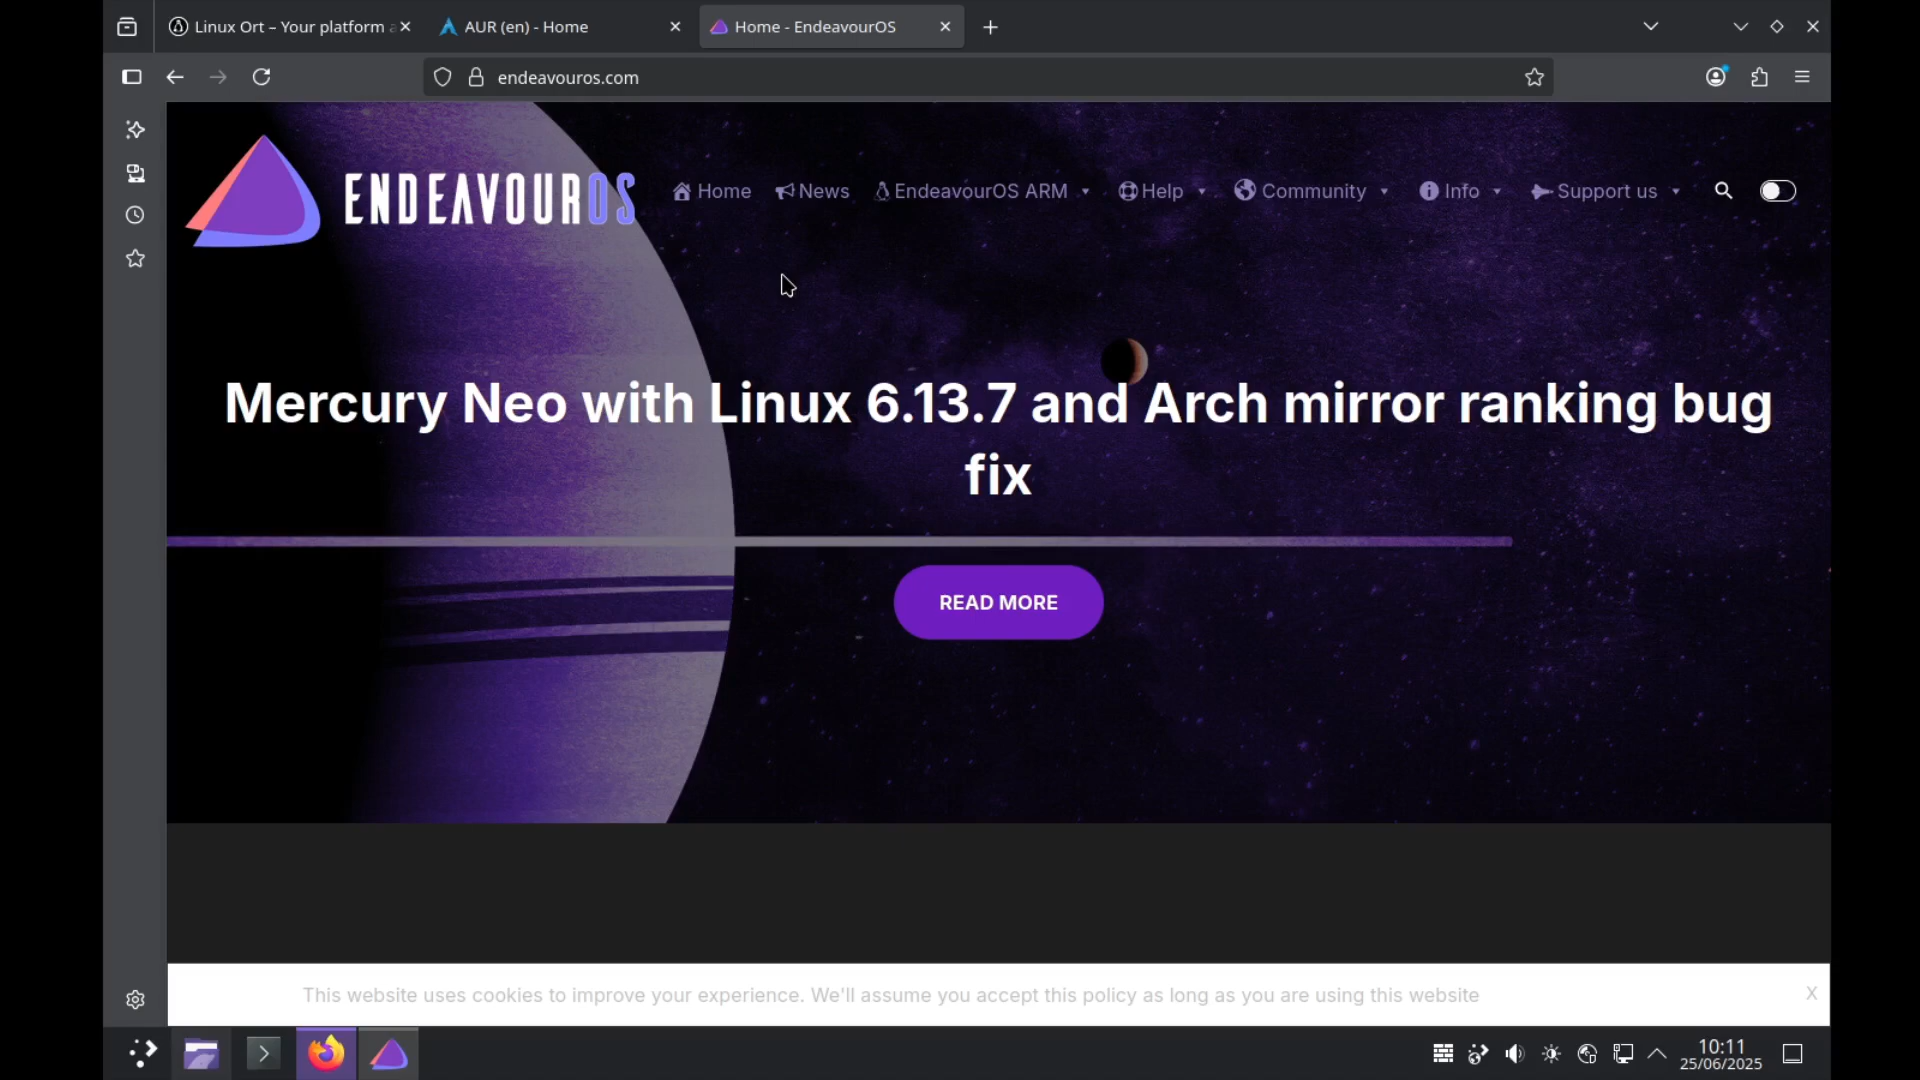 Linux Ort – Your platform a
AUR (en) - Home
Home - EndeavourOS
endeavouros.com
ENDEAVOUROS
Home
News
EndeavourOS ARM
Help
Community
Info
Support us
Mercury Neo with Linux 6.13.7 and Arch mirror ranking bug
fix
READ MORE
This website uses cookies to improve your experience. We'll assume you accept this policy as long as you are using this website
X
10:11
25/06/2025